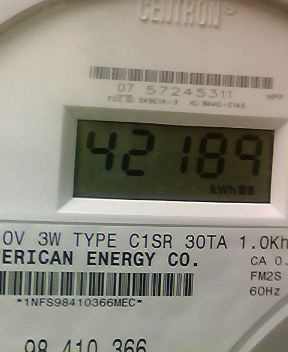 CENTRON
07 57245311
42189
kWh
0V 3W TYPE C1SR 30TA 1.0Kh
ERICAN ENERGY CO.
CA 0.
FM2S
60Hz
*1NFS98410366MEC*
98 410 366